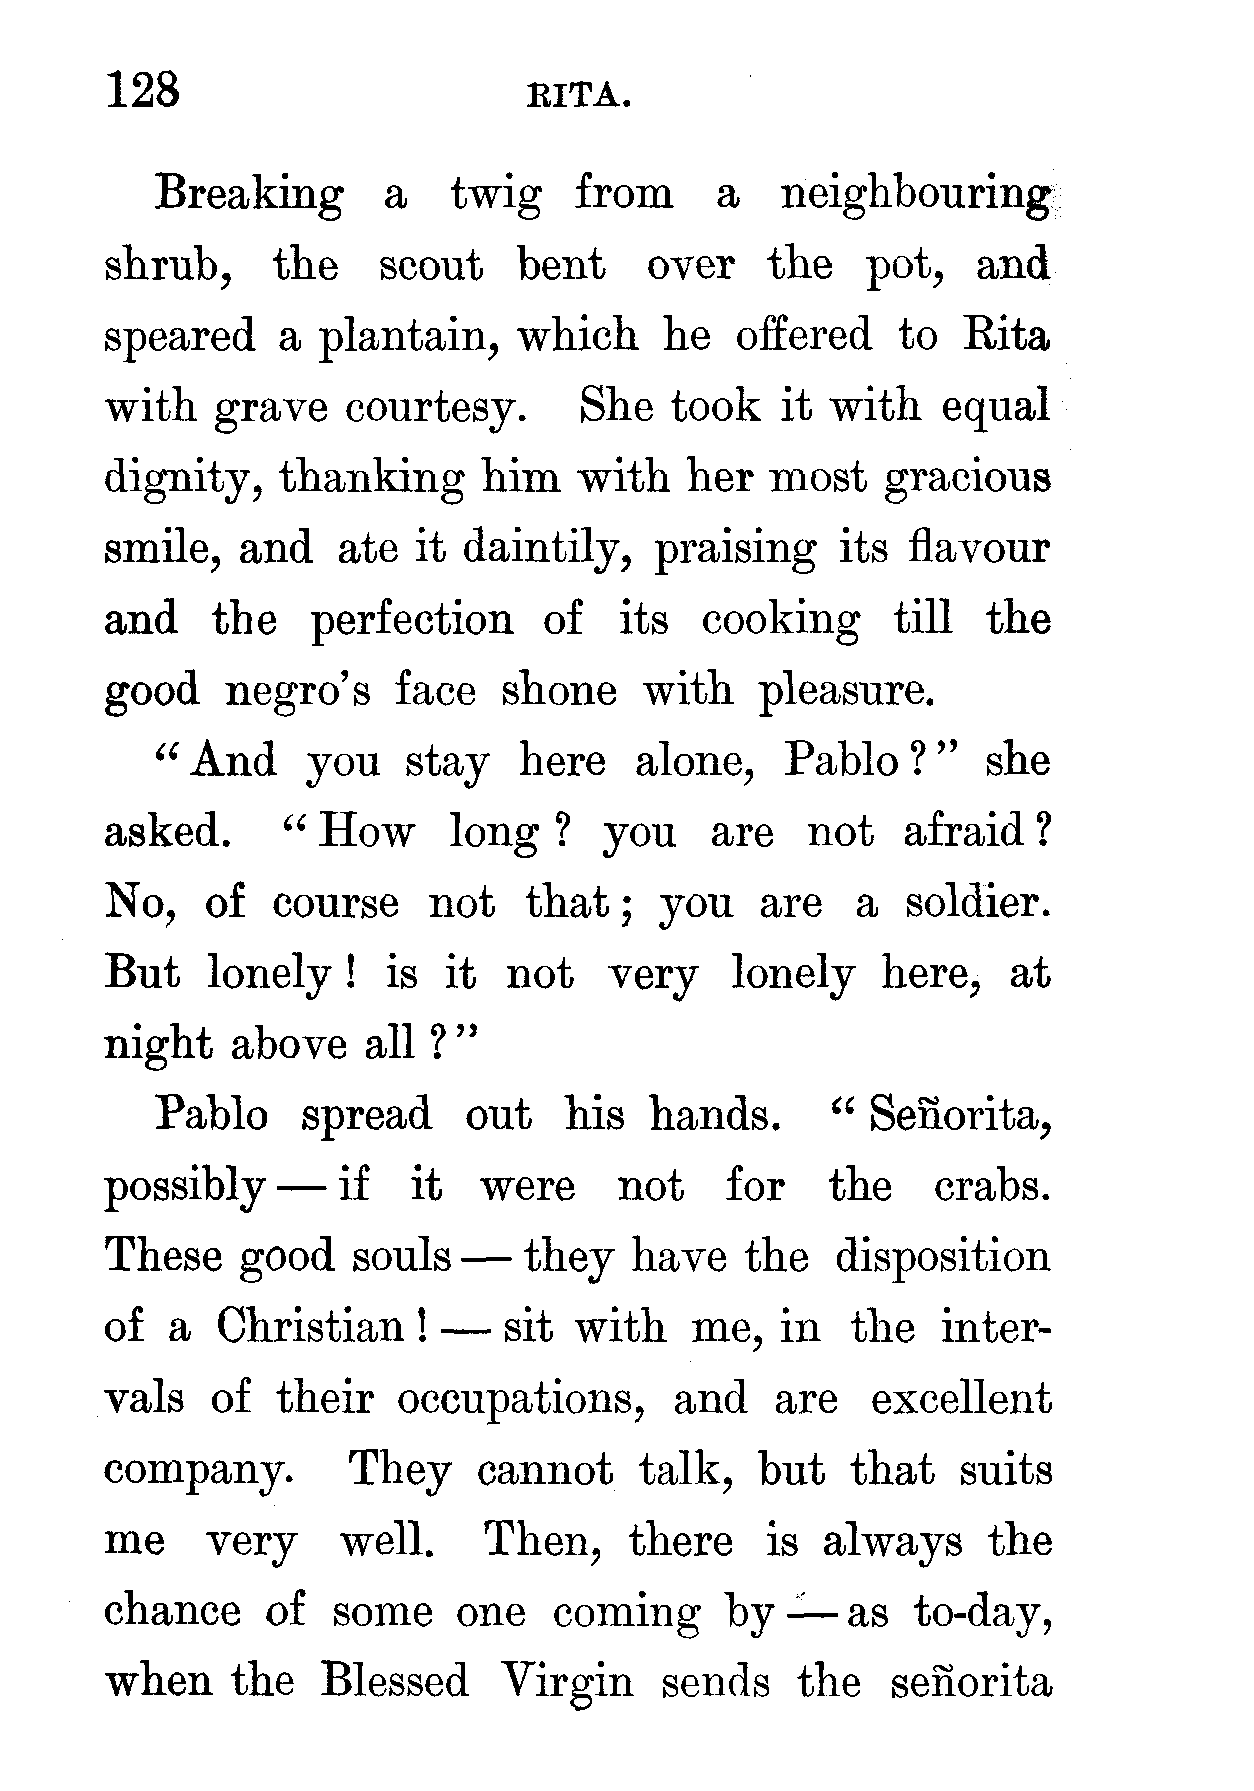 128 RITA.
Breaking a twig from a neighbouring
shrub, the scout bent over the pot, and
speared a plantain, which he offered to Rita
with grave courtesy. She took it with equal
dignity, thanking him with her most gracious
smile, and ate it daintily, praising its flavour
and the perfection of its cooking till the
good negro's face shone with pleasure.
“ And you stay here alone, Pablo ? ” she
asked. “ How long ? you are not afraid ?
No, of course not that ; you are a soldier.
But lonely ! is it not very lonely here, at
night above all ? ”
Pablo spread out his hands. “ Señorita,
possibly — if it were not for the crabs.
These good souls — they have the disposition
of a Christian ! — sit with me, in the inter-
vals of their occupations, and are excellent
company. They cannot talk, but that suits
me very well. Then, there is always the
chance of some one coming by — as to-day,
when the Blessed Virgin sends the señorita